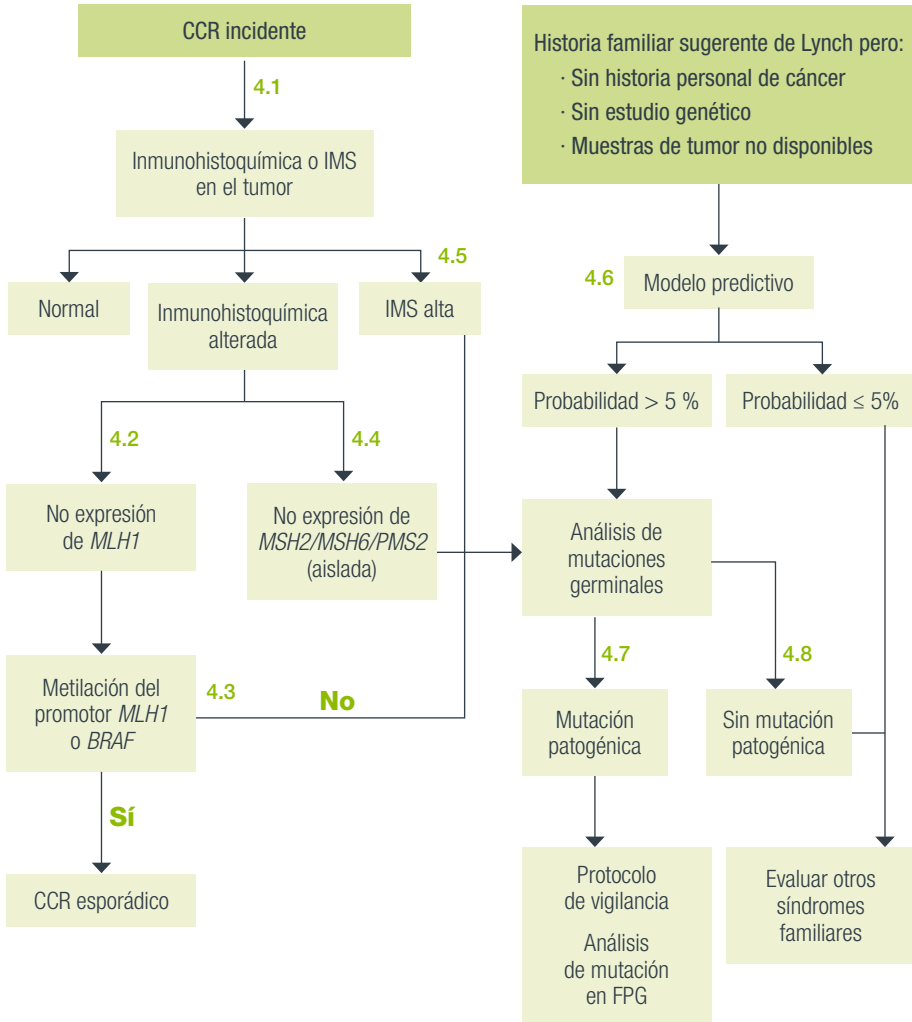 CCR incidente
4.1
Inmunohistoquímica o IMS
en el tumor
4.5
Normal
Inmunohistoquímica
alterada
IMS alta
4.2
4.4
No expresión
de MLH1
No expresión de
MSH2/MSH6/PMS2
(aislada)
Metilación del
promotor MLH1
o BRAF
4.3
No
Sí
CCR esporádico
Historia familiar sugerente de Lynch pero:
· Sin historia personal de cáncer
· Sin estudio genético
· Muestras de tumor no disponibles
4.6
Modelo predictivo
Probabilidad > 5 %
Probabilidad ≤ 5%
Análisis de
mutaciones
germinales
4.7
4.8
Mutación
patogénica
Sin mutación
patogénica
Protocolo
de vigilancia
Análisis
de mutación
en FPG
Evaluar otros
síndromes
familiares